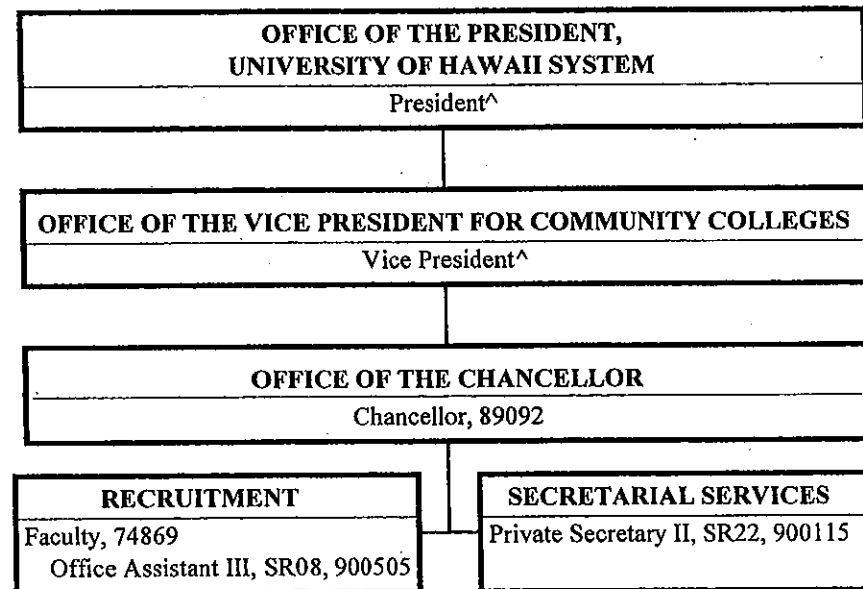 OFFICE OF THE PRESIDENT,
UNIVERSITY OF HAWAII SYSTEM
President^
OFFICE OF THE VICE PRESIDENT FOR COMMUNITY COLLEGES
Vice President^
OFFICE OF THE CHANCELLOR
Chancellor, 89092
RECRUITMENT
Faculty, 74869
Office Assistant III, SR08, 900505
SECRETARIAL SERVICES
Private Secretary II, SR22, 900115